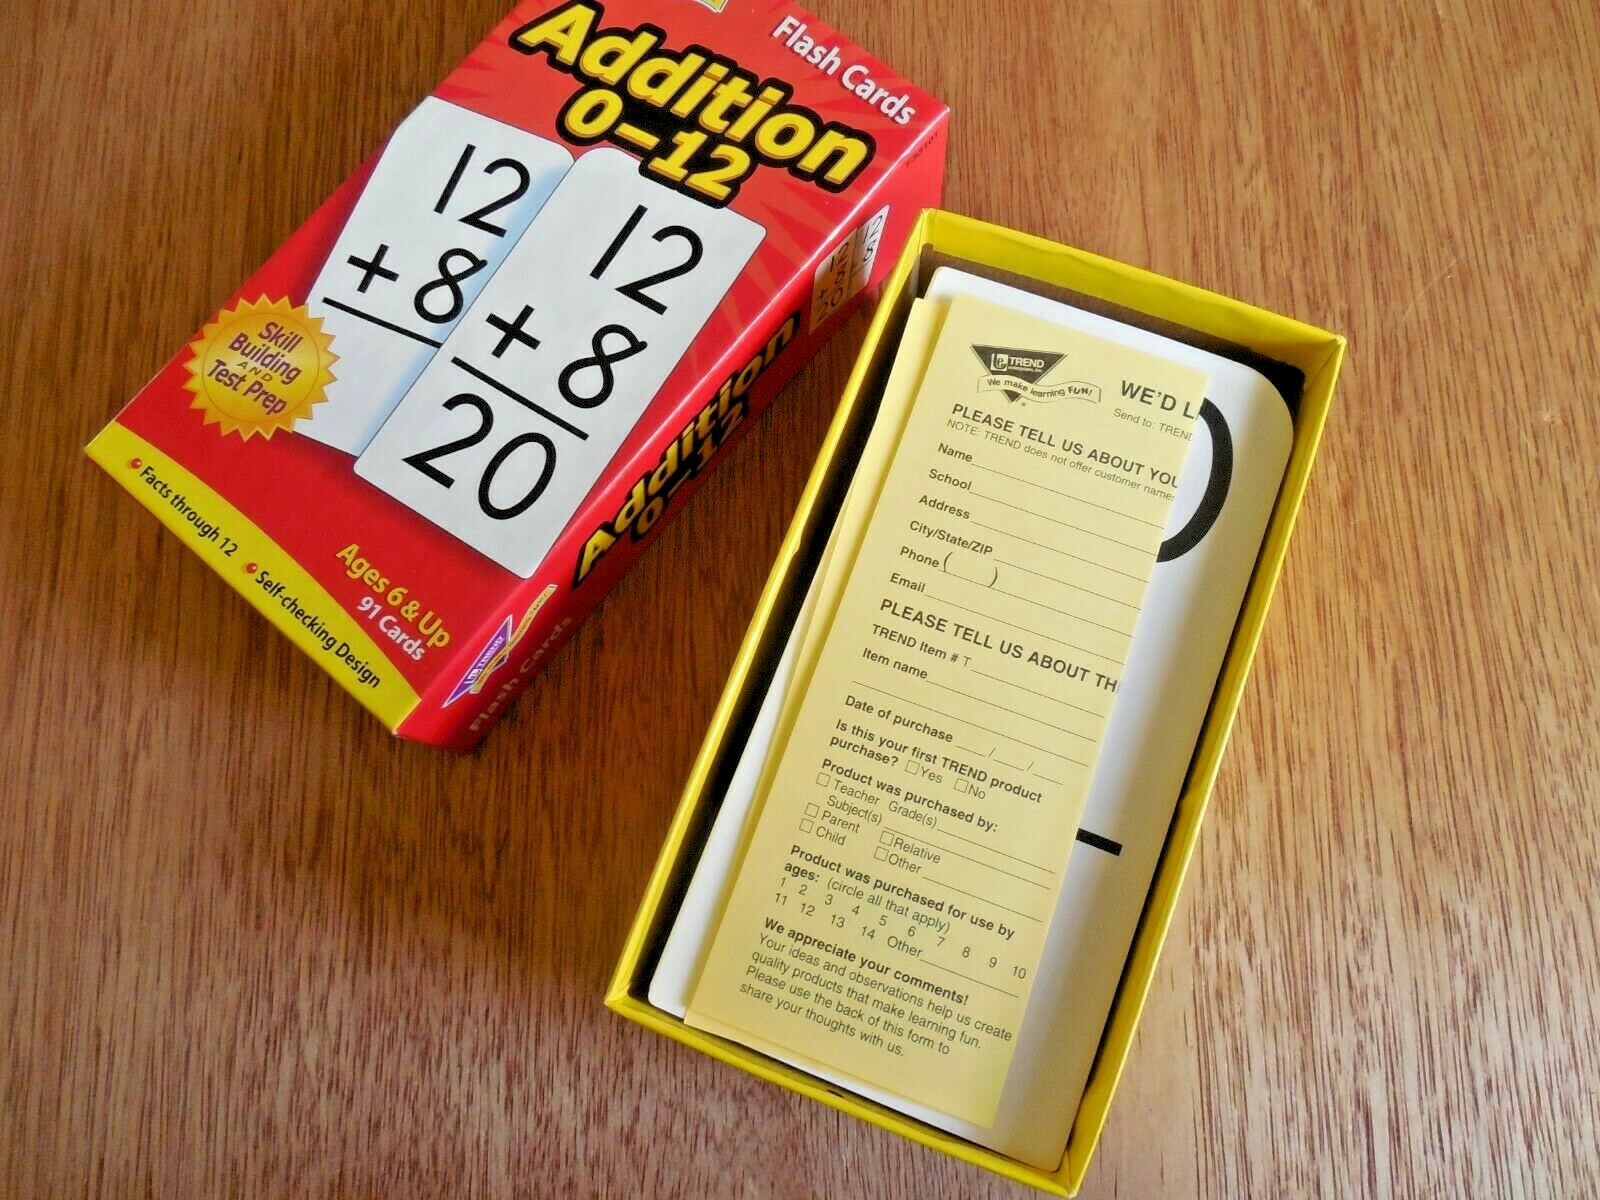 Flash Cards
Addition
0–12
12
+ 8
12
+ 8
20
Skill
Building
AND
Test Prep
Facts through 12
Self-checking Design
Ages 6 & Up
91 Cards
Addition
0–12
TREND
Flash Cards
TREND
We make learning FUN!
WE'D L
Send to: TREND
PLEASE TELL US ABOUT YOU
NOTE: TREND does not offer customer names
Name
School
Address
City/State/ZIP
Phone ( )
Email
PLEASE TELL US ABOUT TH
TREND Item # T
Item name
Date of purchase / /
Is this your first TREND product
purchase? Yes No
Product was purchased by:
Teacher Grade(s)
Subject(s)
Parent Relative
Child Other
Product was purchased for use by
ages: (circle all that apply)
1 2 3 4 5 6 7 8 9 10
11 12 13 14 Other
We appreciate your comments!
Your ideas and observations help us create
quality products that make learning fun.
Please use the back of this form to
share your thoughts with us.